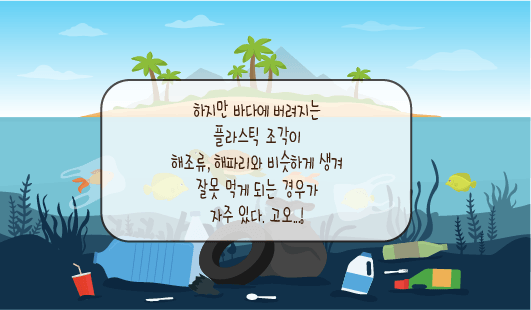 하지만 바다에 버려지는
플라스틱 조각이
해조류, 해파리와 비슷하게 생겨
잘못 먹게 되는 경우가
자주 있다. 고오...!